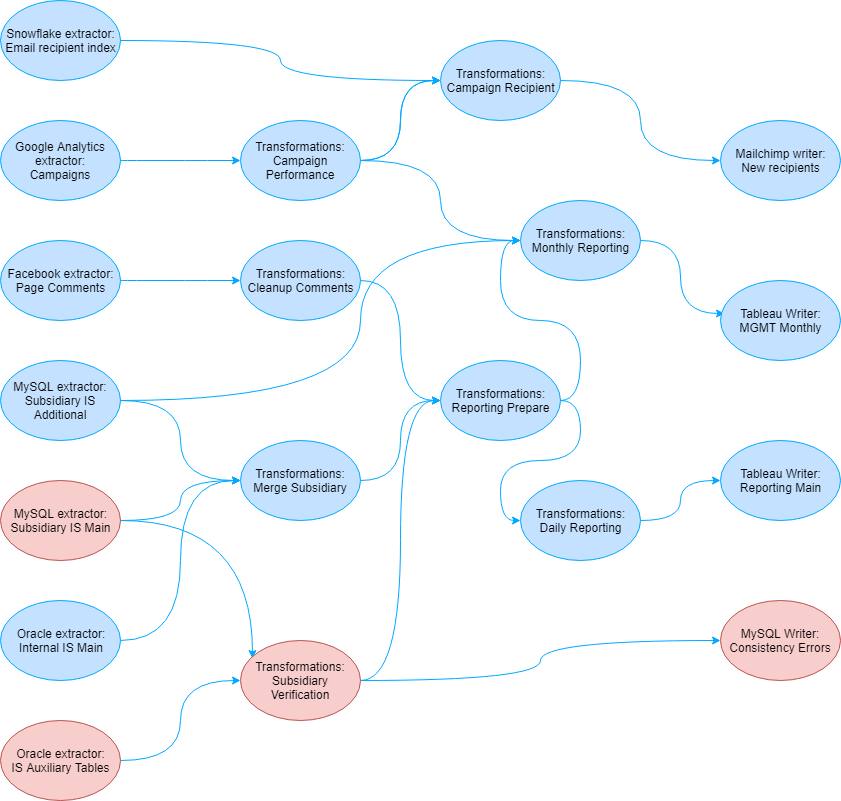 Snowflake extractor:
Email recipient index
Transformations:
Campaign Recipient
Google Analytics
extractor:
Campaigns
Transformations:
Campaign
Performance
Mailchimp writer:
New recipients
Transformations:
Monthly Reporting
Facebook extractor:
Page Comments
Transformations:
Cleanup Comments
Tableau Writer:
MGMT Monthly
MySQL extractor:
Subsidiary IS
Additional
Transformations:
Reporting Prepare
Transformations:
Merge Subsidiary
Tableau Writer:
Reporting Main
MySQL extractor:
Subsidiary IS Main
Transformations:
Daily Reporting
Oracle extractor:
Internal IS Main
Transformations:
Subsidiary
Verification
MySQL Writer:
Consistency Errors
Oracle extractor:
IS Auxiliary Tables